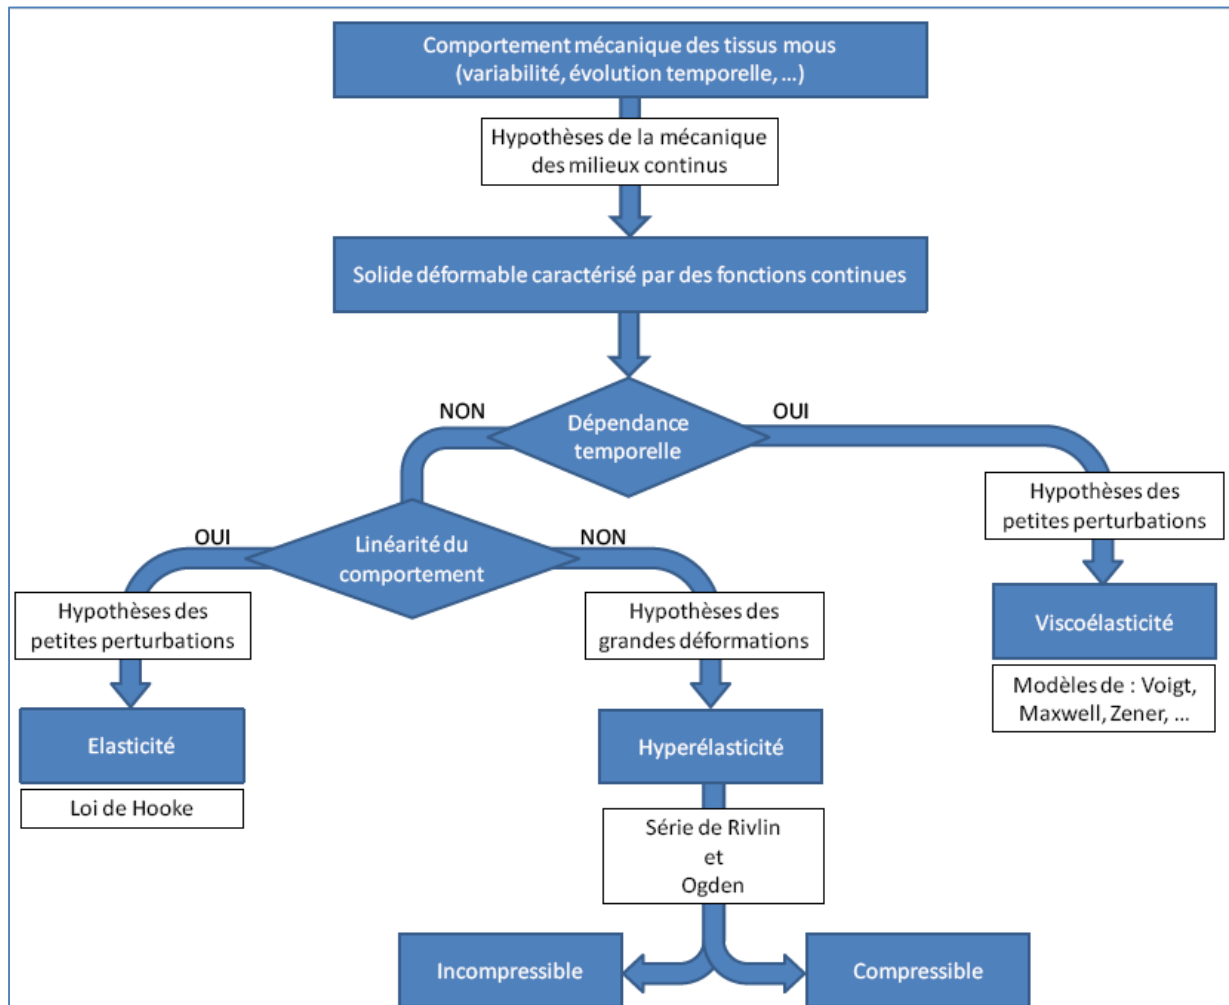 Comportement mécanique des tissus mous
(variabilité, évolution temporelle, ...)
Hypothèses de la mécanique
des milieux continus
Solide déformable caractérisé par des fonctions continues
NON
OUI
Dépendance
temporelle
Hypothèses des
petites perturbations
OUI
NON
Linéarité du
comportement
Hypothèses des
petites perturbations
Hypothèses des
grandes déformations
Viscoélasticité
Modèles de : Voigt,
Maxwell, Zener, ...
Elasticité
Hyperélasticité
Loi de Hooke
Série de Rivlin
et
Ogden
Incompressible
Compressible